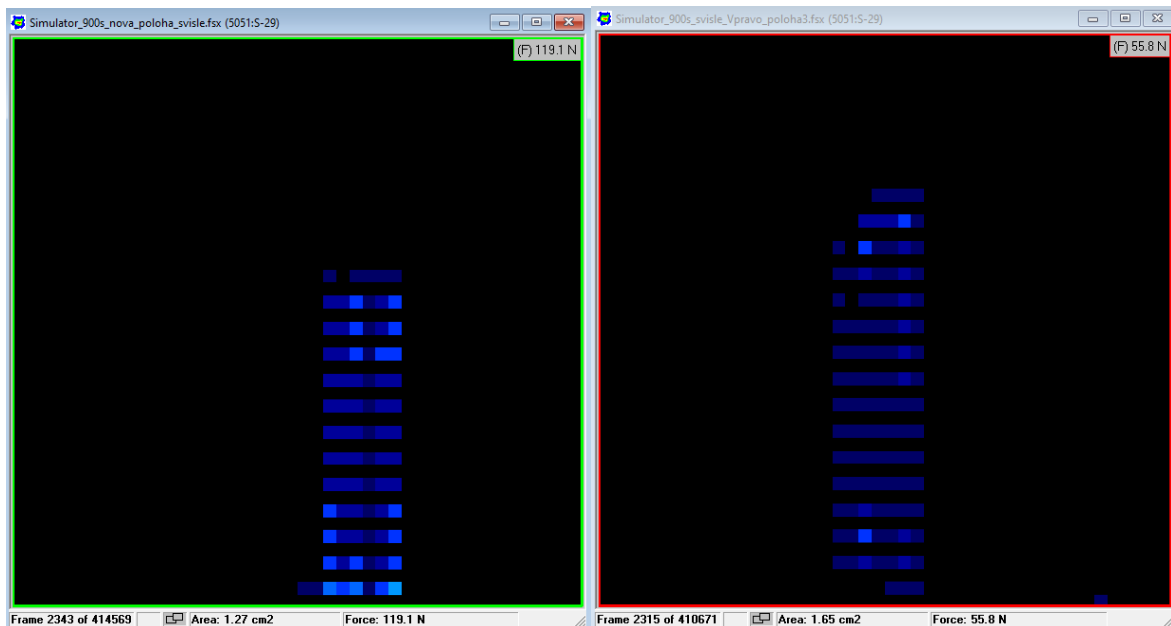 Simulator_900s_nova_poloha_svisle.fsx (5051:S-29)
(F) 119.1 N
Frame 2343 of 414569 Area: 1.27 cm2 Force: 119.1 N
Simulator_900s_svisle_Vpravo_poloha3.fsx (5051:S-29)
(F) 55.8 N
Frame 2315 of 410671 Area: 1.65 cm2 Force: 55.8 N